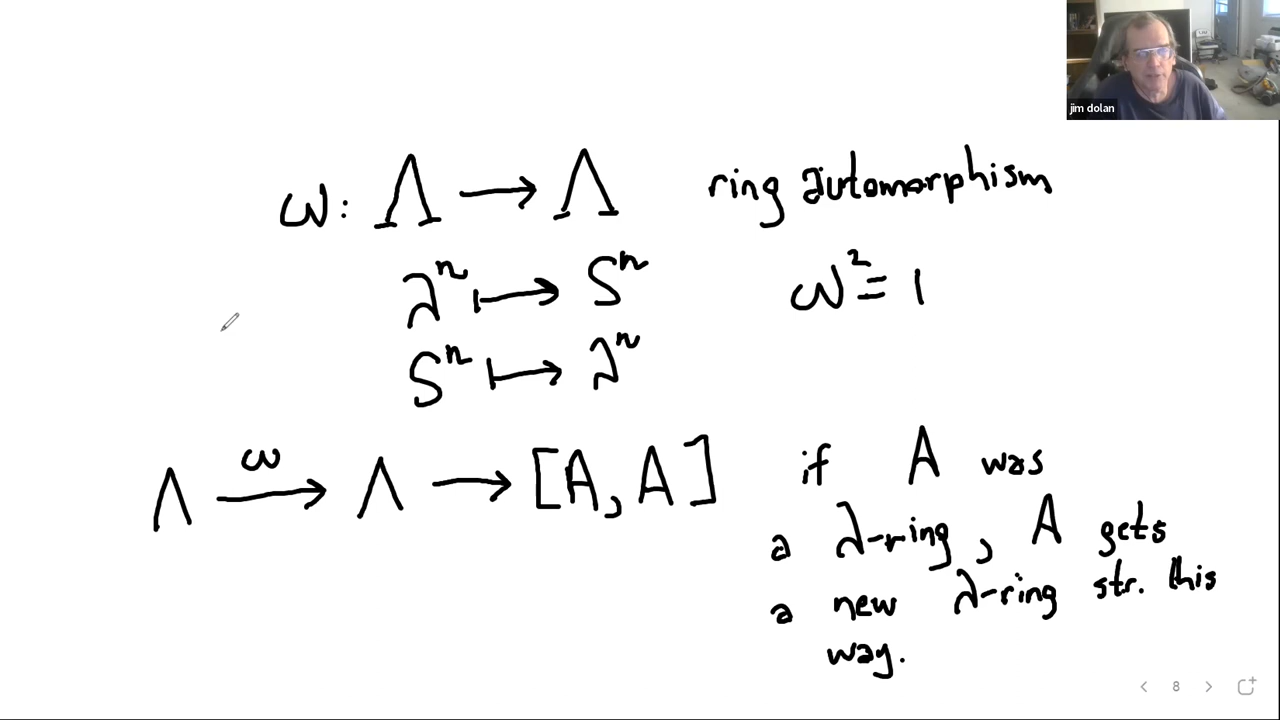 ω: Λ → Λ ring automorphism
λⁿ ↦ Sⁿ ω² = 1
Sⁿ ↦ λⁿ
Λ →ω Λ → [A, A] if A was
a λ-ring, A gets
a new λ-ring str. this
way.
jim dolan
8